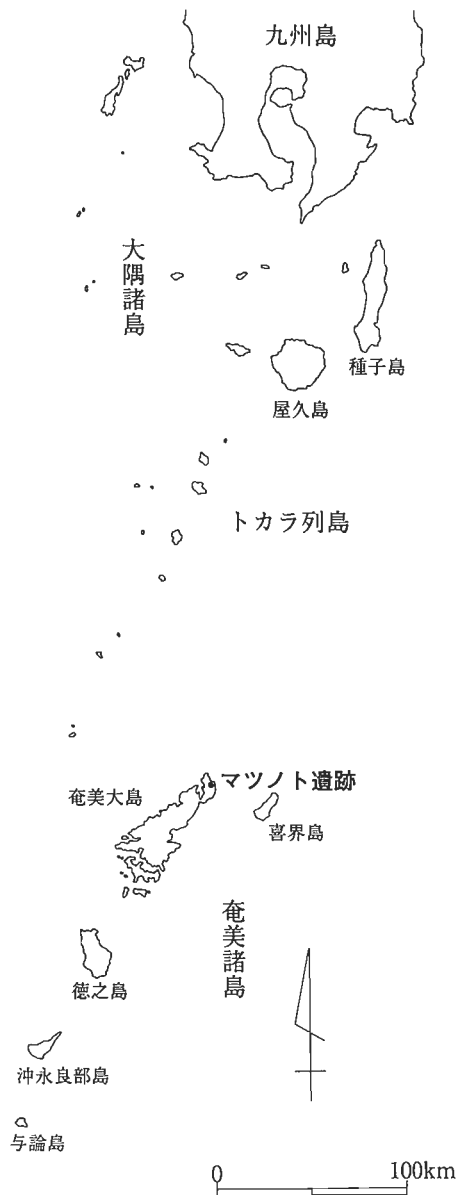 九州島
大隅諸島
種子島
屋久島
トカラ列島
マツノト遺跡
奄美大島
喜界島
奄美諸島
徳之島
沖永良部島
与論島
0
100km